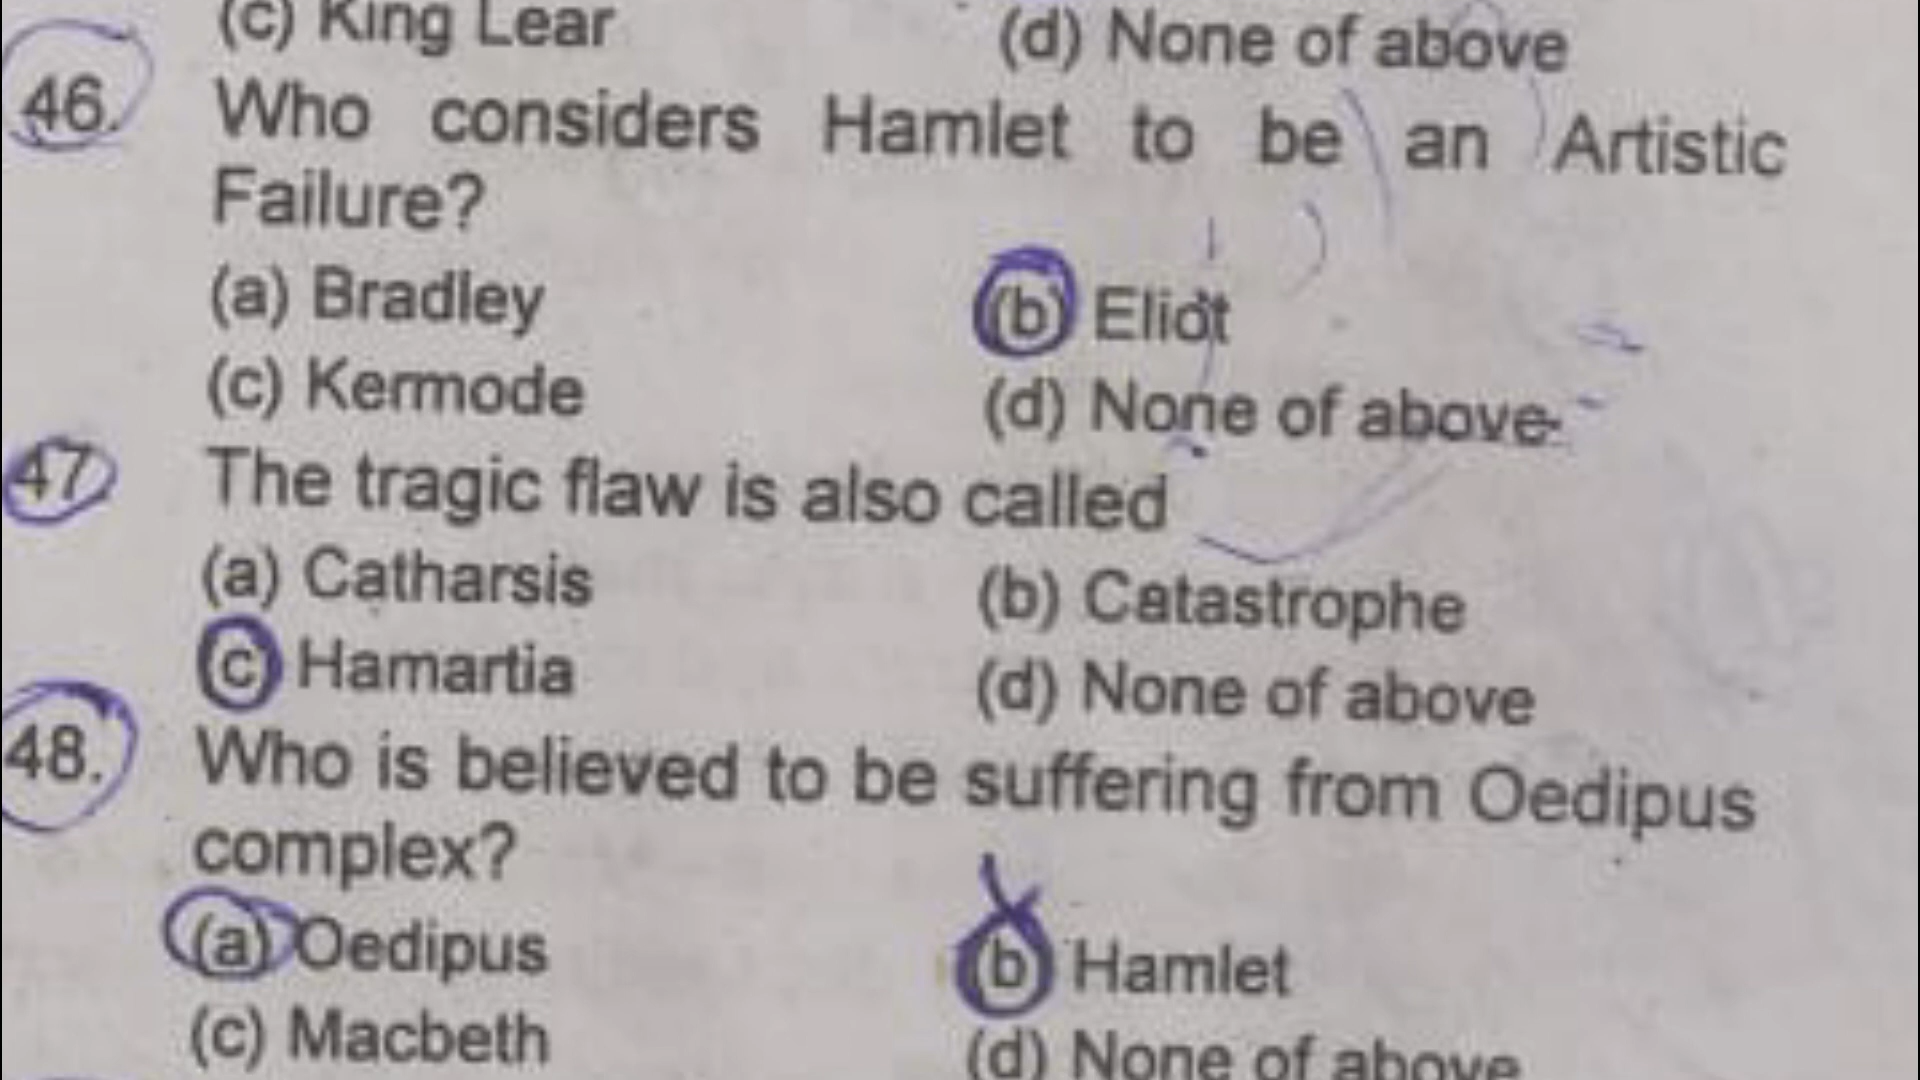 (c) King Lear (d) None of above
46. Who considers Hamlet to be an Artistic
Failure?
(a) Bradley (b) Eliot
(c) Kermode (d) None of above
47 The tragic flaw is also called
(a) Catharsis (b) Catastrophe
(c) Hamartia (d) None of above
48. Who is believed to be suffering from Oedipus
complex?
(a) Oedipus (b) Hamlet
(c) Macbeth (d) None of above